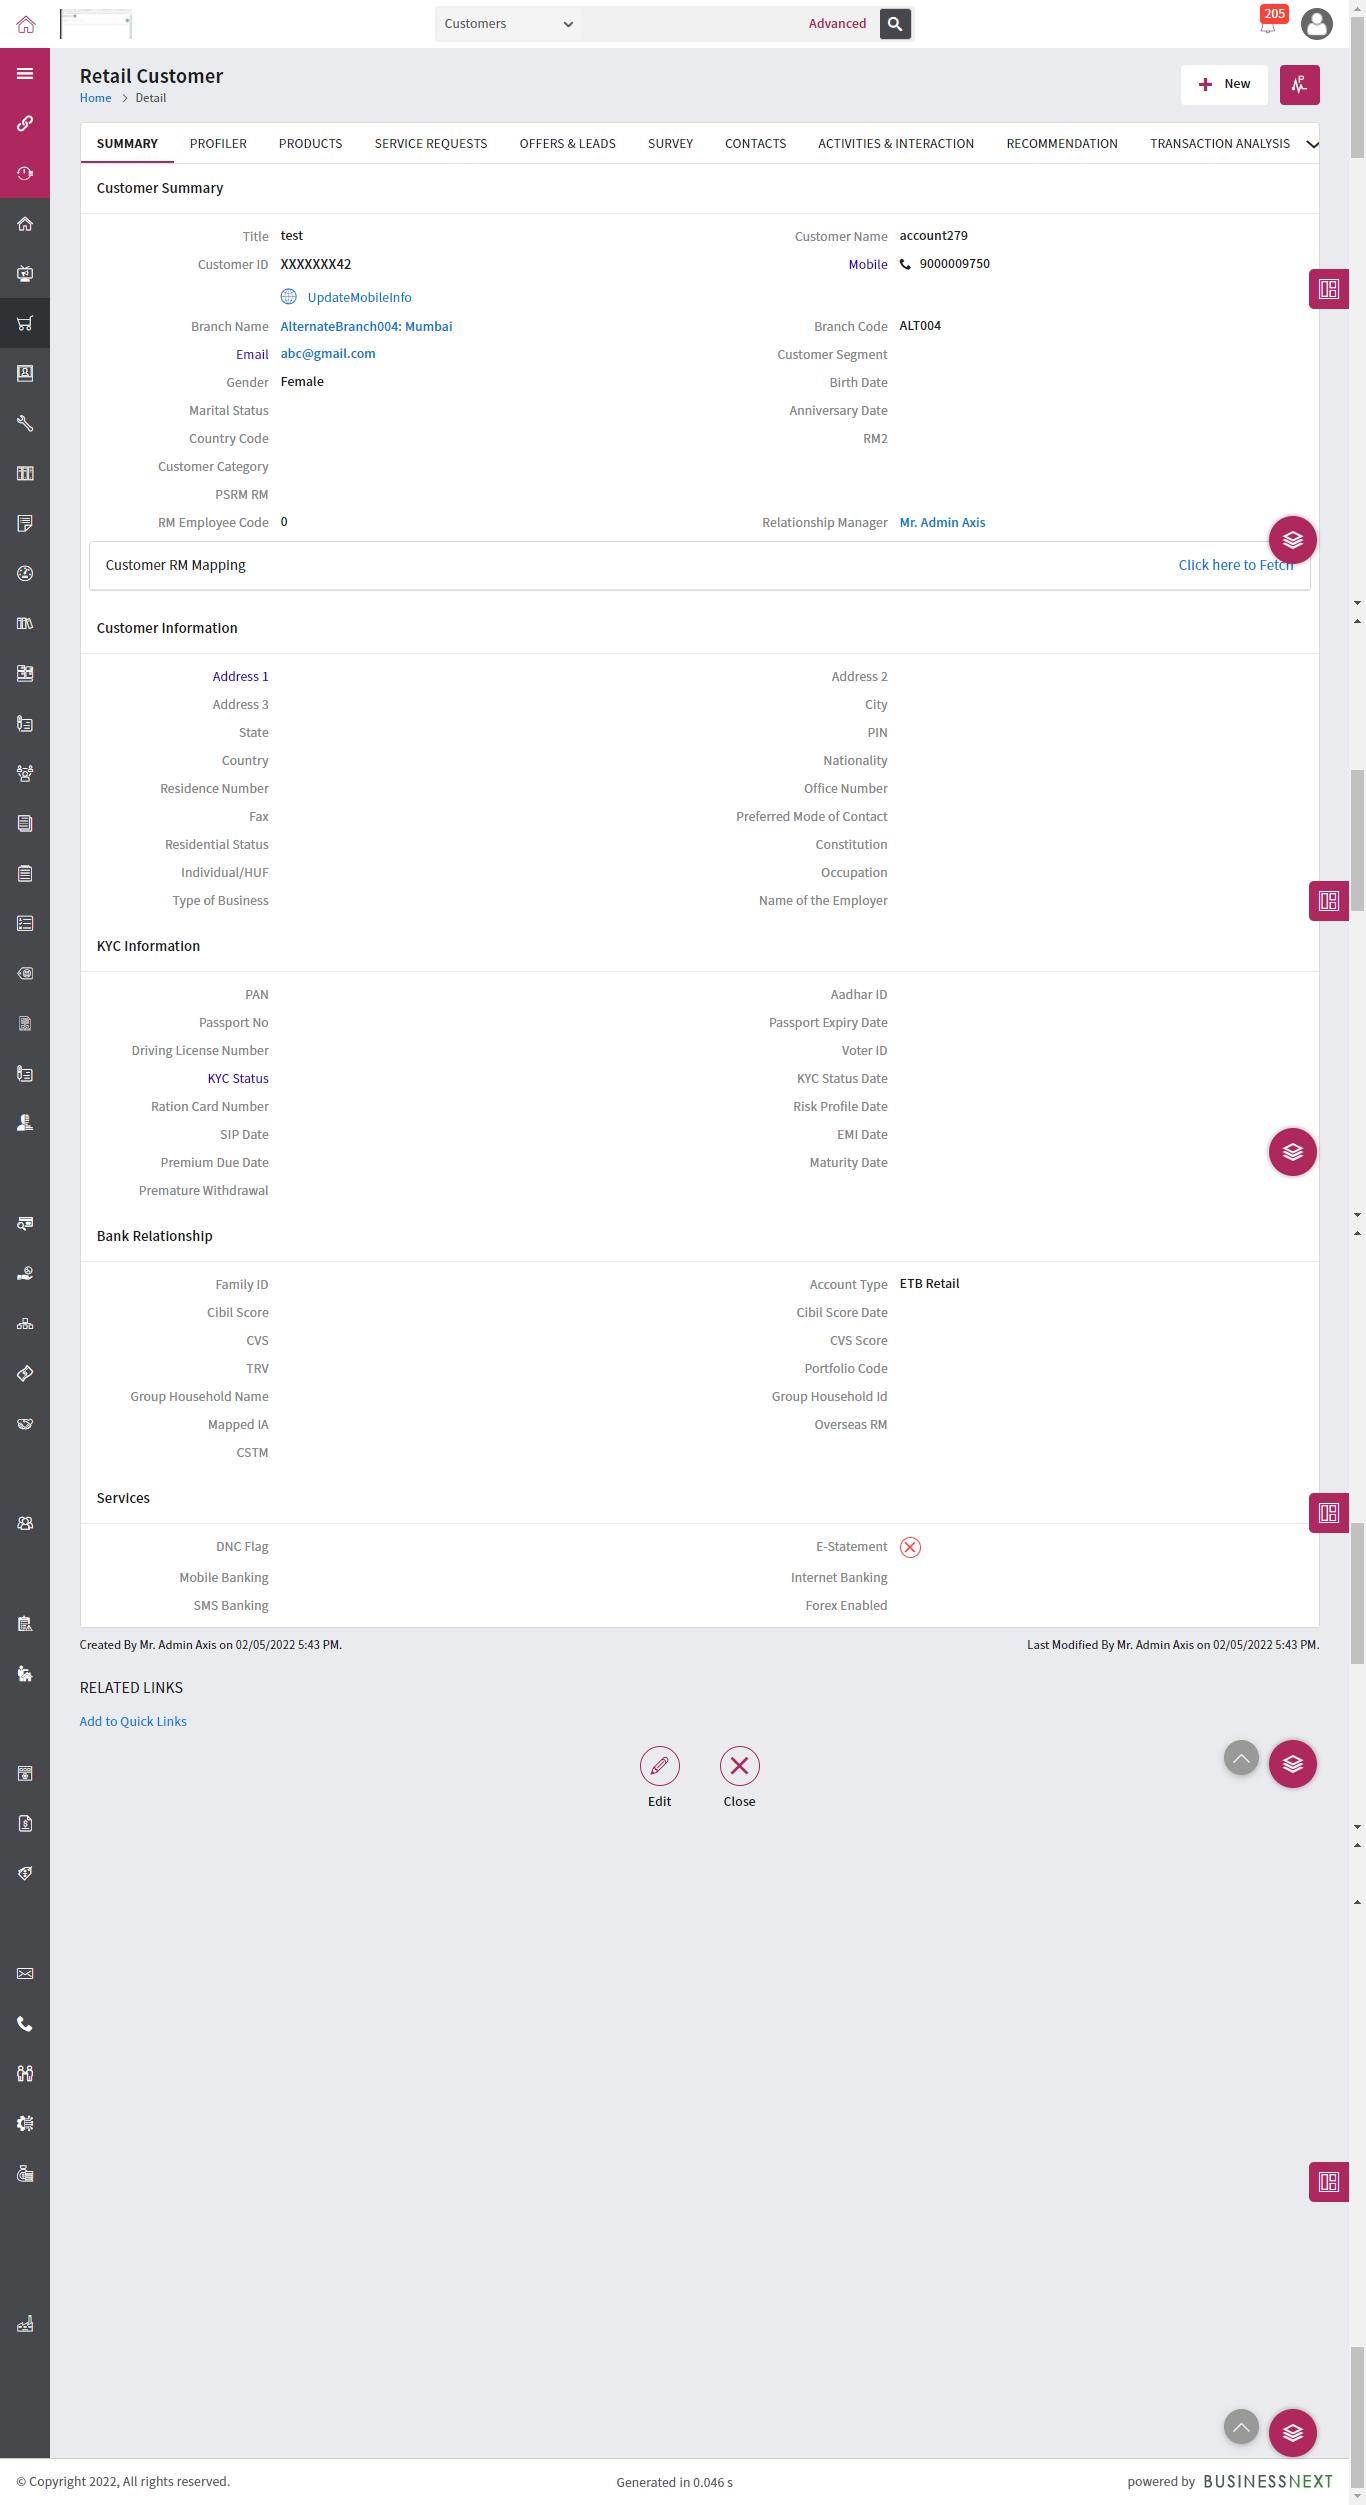 Customers
Advanced
205
Retail Customer
Home > Detail
New
SUMMARY PROFILER PRODUCTS SERVICE REQUESTS OFFERS & LEADS SURVEY CONTACTS ACTIVITIES & INTERACTION RECOMMENDATION TRANSACTION ANALYSIS
Customer Summary
Title test Customer Name account279
Customer ID XXXXXXX42 Mobile 9000009750
UpdateMobileInfo
Branch Name AlternateBranch004: Mumbai Branch Code ALT004
Email abc@gmail.com Customer Segment
Gender Female Birth Date
Marital Status Anniversary Date
Country Code RM2
Customer Category
PSRM RM
RM Employee Code 0 Relationship Manager Mr. Admin Axis
Customer RM Mapping Click here to Fetch
Customer Information
Address 1 Address 2
Address 3 City
State PIN
Country Nationality
Residence Number Office Number
Fax Preferred Mode of Contact
Residential Status Constitution
Individual/HUF Occupation
Type of Business Name of the Employer
KYC Information
PAN Aadhar ID
Passport No Passport Expiry Date
Driving License Number Voter ID
KYC Status KYC Status Date
Ration Card Number Risk Profile Date
SIP Date EMI Date
Premium Due Date Maturity Date
Premature Withdrawal
Bank Relationship
Family ID Account Type ETB Retail
Cibil Score Cibil Score Date
CVS CVS Score
TRV Portfolio Code
Group Household Name Group Household Id
Mapped IA Overseas RM
CSTM
Services
DNC Flag E-Statement
Mobile Banking Internet Banking
SMS Banking Forex Enabled
Created By Mr. Admin Axis on 02/05/2022 5:43 PM. Last Modified By Mr. Admin Axis on 02/05/2022 5:43 PM.
RELATED LINKS
Add to Quick Links
Edit Close
© Copyright 2022, All rights reserved. Generated in 0.046 s powered by BUSINESSNEXT